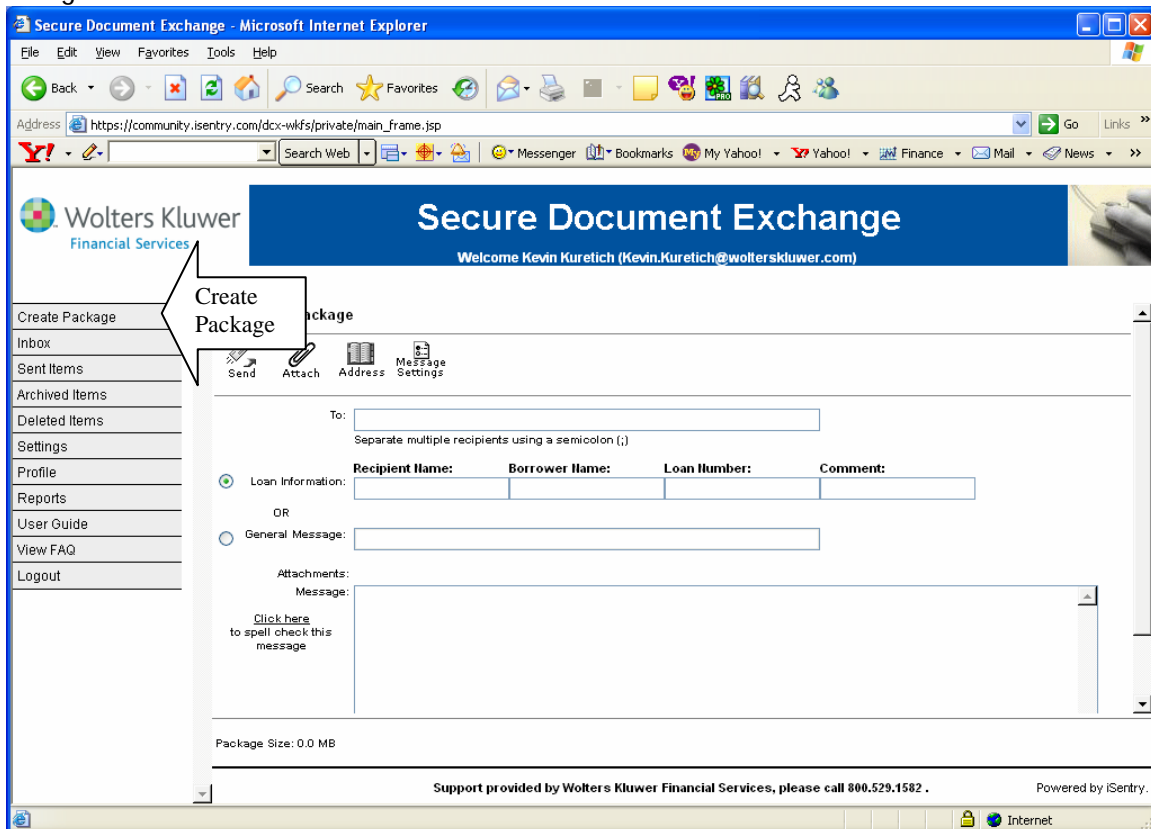 Secure Document Exchange - Microsoft Internet Explorer
File Edit View Favorites Tools Help
Back Search Favorites
Address https://community.isentry.com/dcx-wkfs/private/main_frame.jsp Go Links »
Y! Search Web Messenger Bookmarks My Yahoo! Yahoo! Finance Mail News »
Wolters Kluwer
Financial Services
Secure Document Exchange
Welcome Kevin Kuretich (Kevin.Kuretich@wolterskluwer.com)
Create
Package
Create Package
Inbox
Sent Items
Archived Items
Deleted Items
Settings
Profile
Reports
User Guide
View FAQ
Logout
Send Attach Address Message Settings
To:
Separate multiple recipients using a semicolon (;)
Recipient Name: Borrower Name: Loan Number: Comment:
Loan Information:
OR
General Message:
Attachments:
Message:
Click here
to spell check this
message
Package Size: 0.0 MB
Support provided by Wolters Kluwer Financial Services, please call 800.529.1582 . Powered by iSentry.
Internet